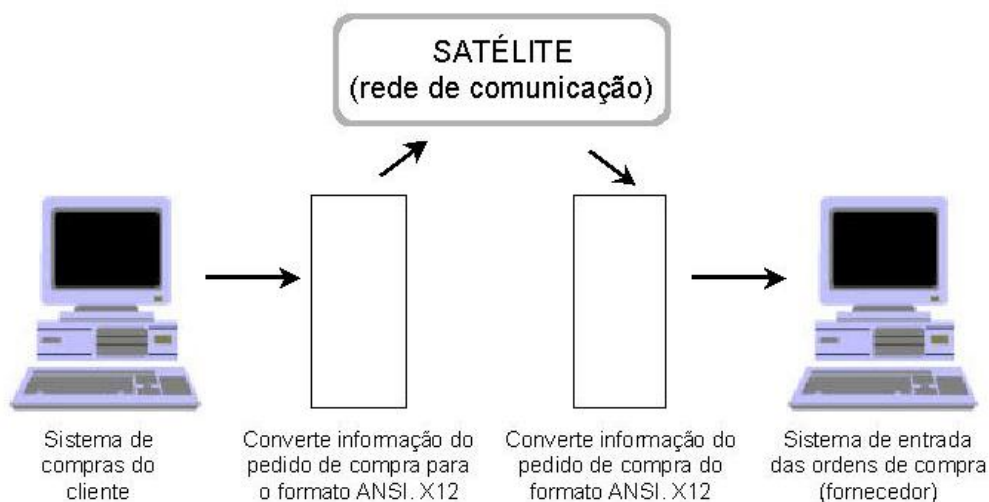 SATÉLITE
(rede de comunicação)
Sistema de
compras do
cliente
Converte informação do
pedido de compra para
o formato ANSI. X12
Converte informação do
pedido de compra do
formato ANSI. X12
Sistema de entrada
das ordens de compra
(fornecedor)